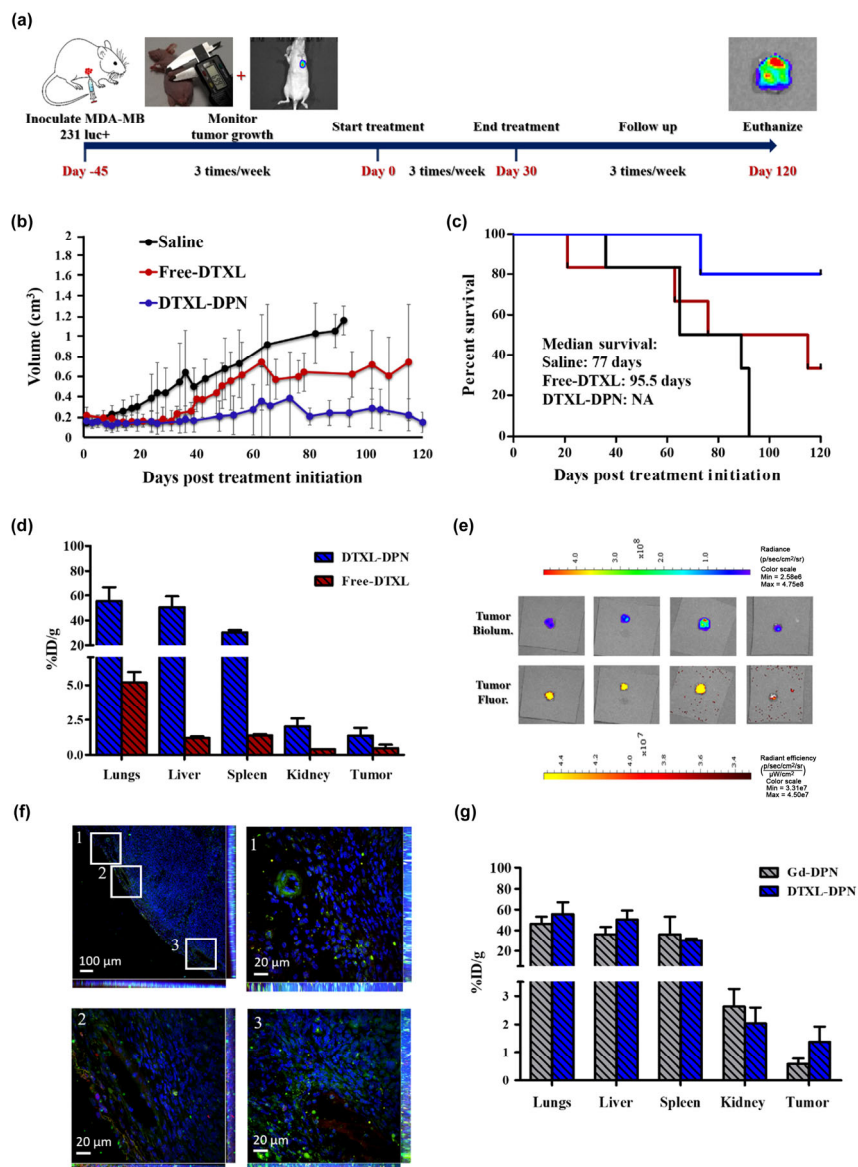 (a)
+
Inoculate MDA-MB
231 luc+
Monitor
tumor growth
Start treatment
End treatment
Follow up
Euthanize
Day -45
3 times/week
Day 0
3 times/week
Day 30
3 times/week
Day 120
(b)
Volume (cm³)
2
1.8
1.6
1.4
1.2
1
0.8
0.6
0.4
0.2
0
Saline
Free-DTXL
DTXL-DPN
0 20 40 60 80 100 120
Days post treatment initiation
(c)
Percent survival
100
80
60
40
20
0
Median survival:
Saline: 77 days
Free-DTXL: 95.5 days
DTXL-DPN: NA
0 20 40 60 80 100 120
Days post treatment initiation
(d)
%ID/g
100
80
60
40
20
5.0
2.5
0.0
DTXL-DPN
Free-DTXL
Lungs Liver Spleen Kidney Tumor
(e)
×10⁸
4.0 3.0 2.0 1.0
Radiance
(p/sec/cm²/sr)
Color scale
Min = 2.58e6
Max = 4.75e8
Tumor
Biolum.
Tumor
Fluor.
×10⁻⁷
4.4 4.2 4.0 3.8 3.6 3.4
Radiant efficiency
(p/sec/cm²/sr)
µW/cm²
Color scale
Min = 3.31e7
Max = 4.50e7
(f)
1
2
3
100 µm
1
20 µm
2
20 µm
3
20 µm
(g)
%ID/g
100
80
60
40
20
3
2
1
0
Gd-DPN
DTXL-DPN
Lungs Liver Spleen Kidney Tumor